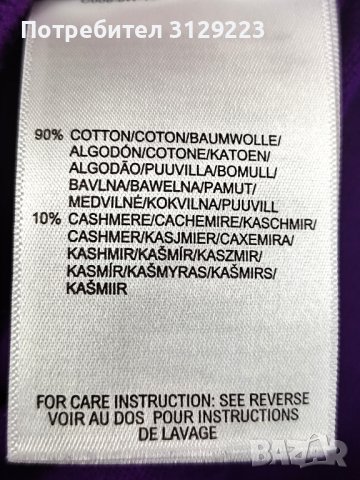 Потребител 3129223
90% COTTON/COTON/BAUMWOLLE/
ALGODÓN/COTONE/KATOEN/
ALGODÃO/PUUVILLA/BOMULL/
BAVLNA/BAWELNA/PAMUT/
MEDVILNĖ/KOKVILNA/PUUVILL
10% CASHMERE/CACHEMIRE/KASCHMIR/
CASHMER/KASJMIER/CAXEMIRA/
KASHMIR/KAŠMÍR/KASZMIR/
KASMÍR/KAŠMYRAS/KAŠMIRS/
KAŠMIIR
FOR CARE INSTRUCTION: SEE REVERSE
VOIR AU DOS POUR INSTRUCTIONS
DE LAVAGE
BAZAR